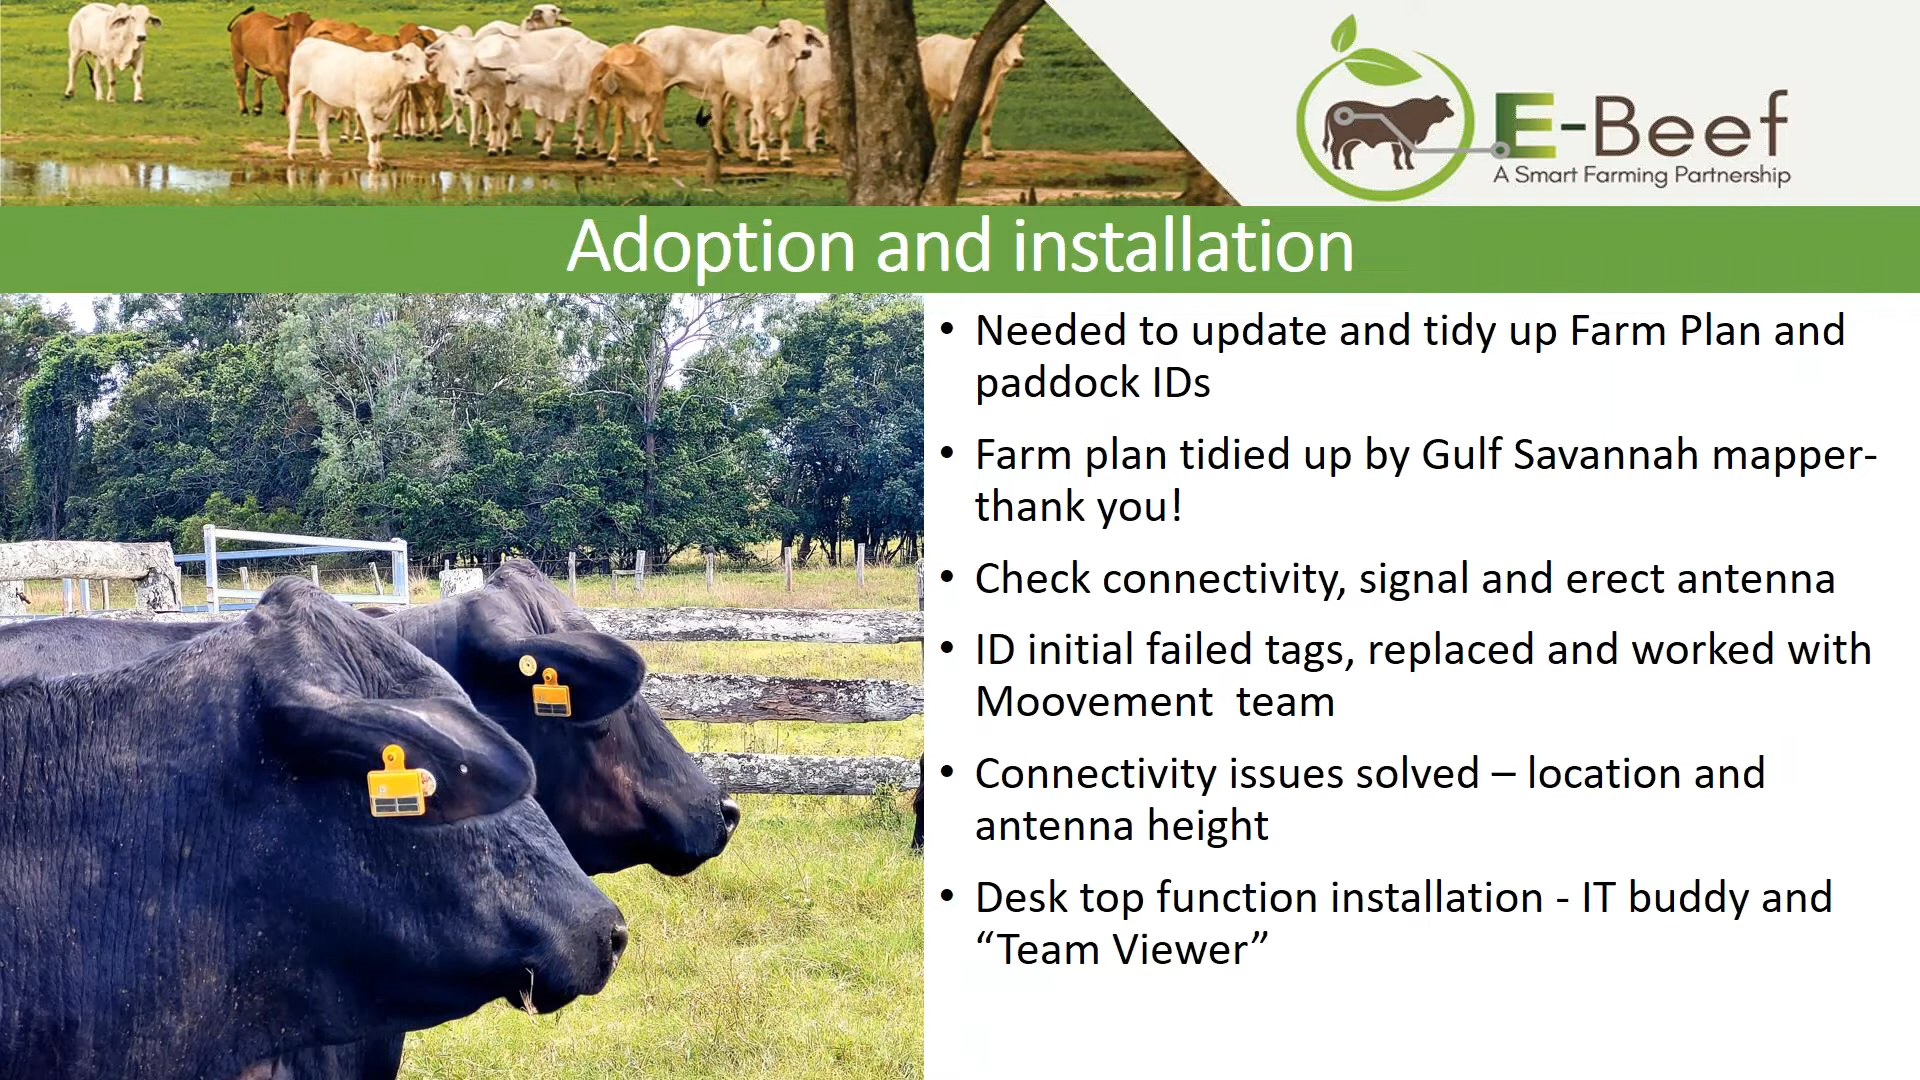 E-Beef
A Smart Farming Partnership
Adoption and installation
• Needed to update and tidy up Farm Plan and
paddock IDs
• Farm plan tidied up by Gulf Savannah mapper-
thank you!
• Check connectivity, signal and erect antenna
• ID initial failed tags, replaced and worked with
Moovement  team
• Connectivity issues solved – location and
antenna height
• Desk top function installation - IT buddy and
“Team Viewer”